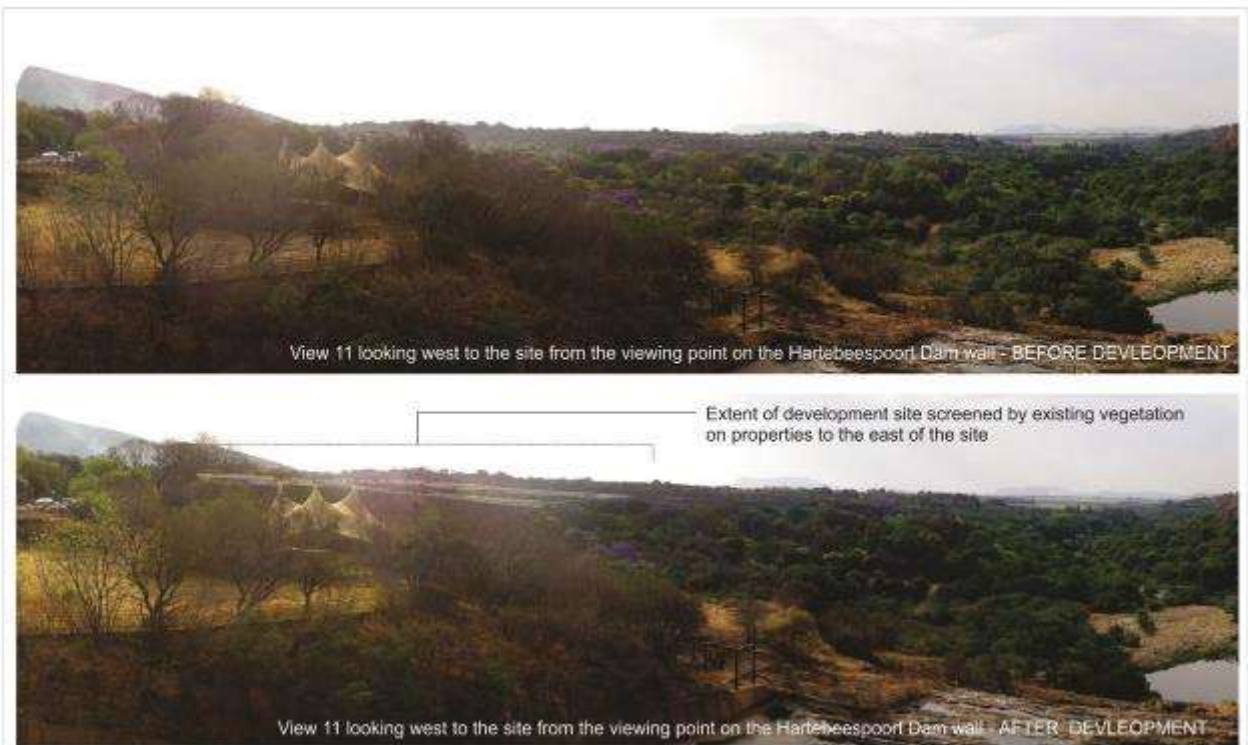 View 11 looking west to the site from the viewing point on the Hartebeespoort Dam wall - BEFORE DEVLEOPMENT
Extent of development site screened by existing vegetation
on properties to the east of the site
View 11 looking west to the site from the viewing point on the Hartebeespoort Dam wall - AFTER DEVLEOPMENT